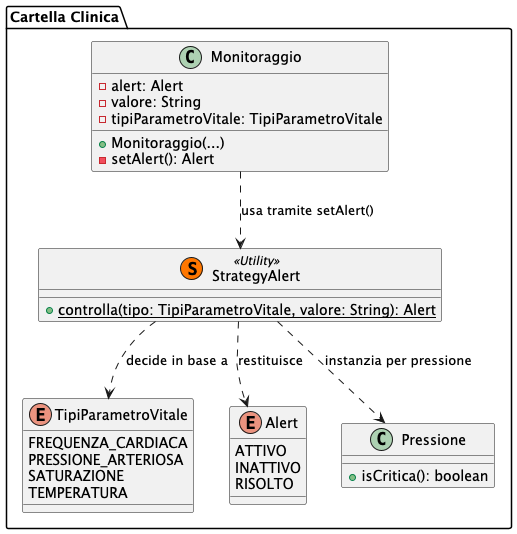 Cartella Clinica
C Monitoraggio
alert: Alert
valore: String
tipiParametroVitale: TipiParametroVitale
Monitoraggio(...)
setAlert(): Alert
usa tramite setAlert()
«Utility»
S StrategyAlert
controlla(tipo: TipiParametroVitale, valore: String): Alert
decide in base a
restituisce
instanzia per pressione
E TipiParametroVitale
FREQUENZA_CARDIACA
PRESSIONE_ARTERIOSA
SATURAZIONE
TEMPERATURA
E Alert
ATTIVO
INATTIVO
RISOLTO
C Pressione
isCritica(): boolean